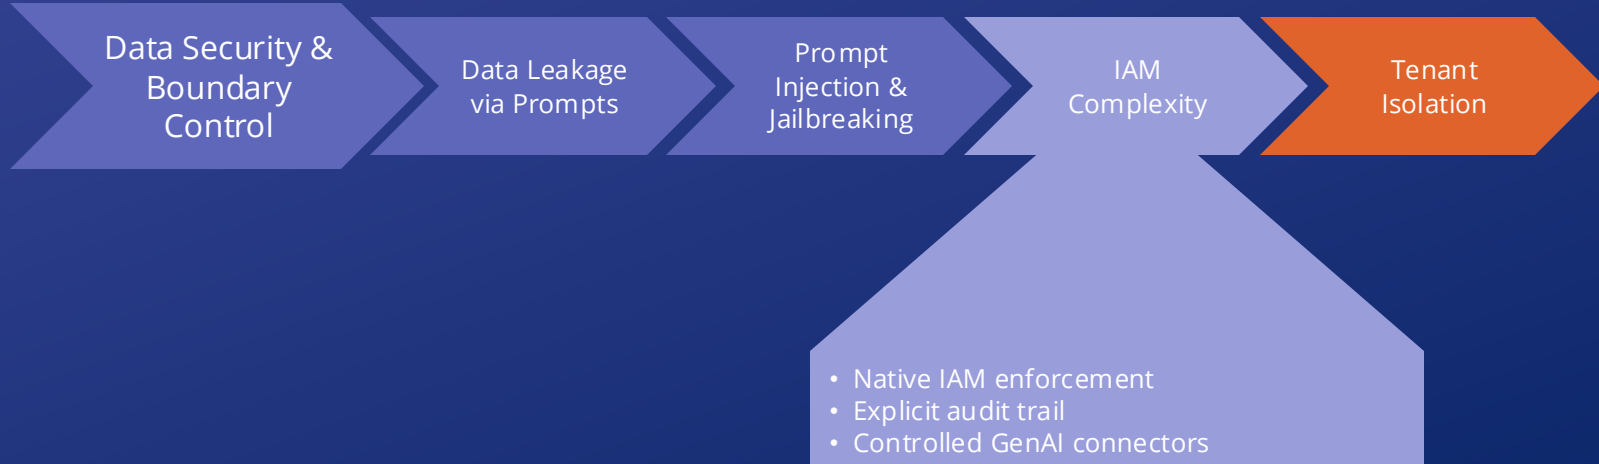 Data Security &
Boundary
Control
Data Leakage
via Prompts
Prompt
Injection &
Jailbreaking
IAM
Complexity
Tenant
Isolation
• Native IAM enforcement
• Explicit audit trail
• Controlled GenAI connectors